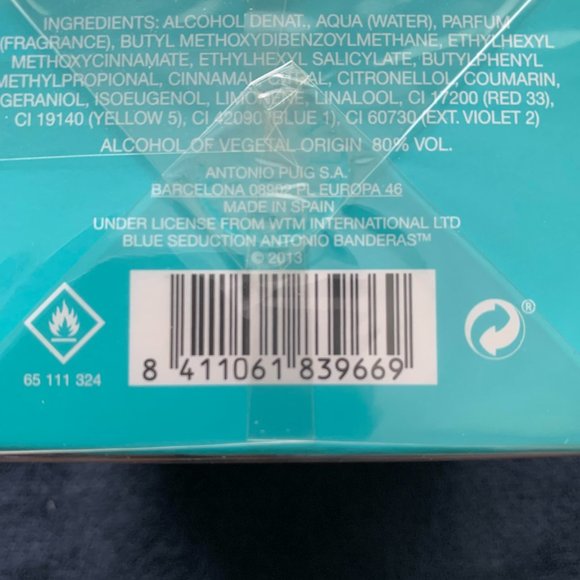 INGREDIENTS: ALCOHOL DENAT., AQUA (WATER), PARFUM
(FRAGRANCE), BUTYL METHOXYDIBENZOYLMETHANE, ETHYLHEXYL
METHOXYCINNAMATE, ETHYLHEXYL SALICYLATE, BUTYLPHENYL
METHYLPROPIONAL, CINNAMAL, CITRONELLOL, COUMARIN,
GERANIOL, ISOEUGENOL, LIMONENE, LINALOOL, CI 17200 (RED 33),
CI 19140 (YELLOW 5), CI 42090 (BLUE 1), CI 60730 (EXT. VIOLET 2)
ALCOHOL OF VEGETAL ORIGIN 80% VOL.
ANTONIO PUIG S.A.
BARCELONA 08902 PL EUROPA 46
MADE IN SPAIN
UNDER LICENSE FROM WTM INTERNATIONAL LTD
BLUE SEDUCTION ANTONIO BANDERAS™
© 2013
65 111 324
8 411061 839669
®